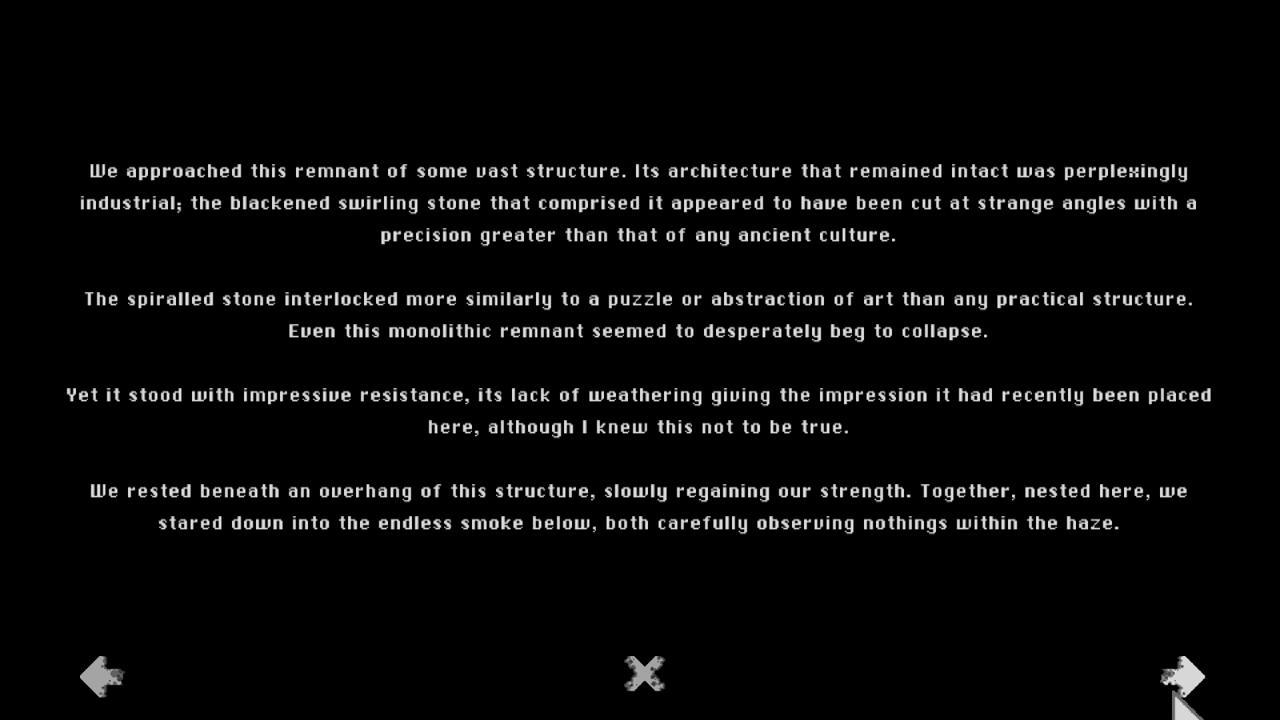 We approached this remnant of some vast structure. Its architecture that remained intact was perplexingly
industrial; the blackened swirling stone that comprised it appeared to have been cut at strange angles with a
precision greater than that of any ancient culture.
The spiralled stone interlocked more similarly to a puzzle or abstraction of art than any practical structure.
Even this monolithic remnant seemed to desperately beg to collapse.
Yet it stood with impressive resistance, its lack of weathering giving the impression it had recently been placed
here, although I knew this not to be true.
We rested beneath an overhang of this structure, slowly regaining our strength. Together, nested here, we
stared down into the endless smoke below, both carefully observing nothings within the haze.